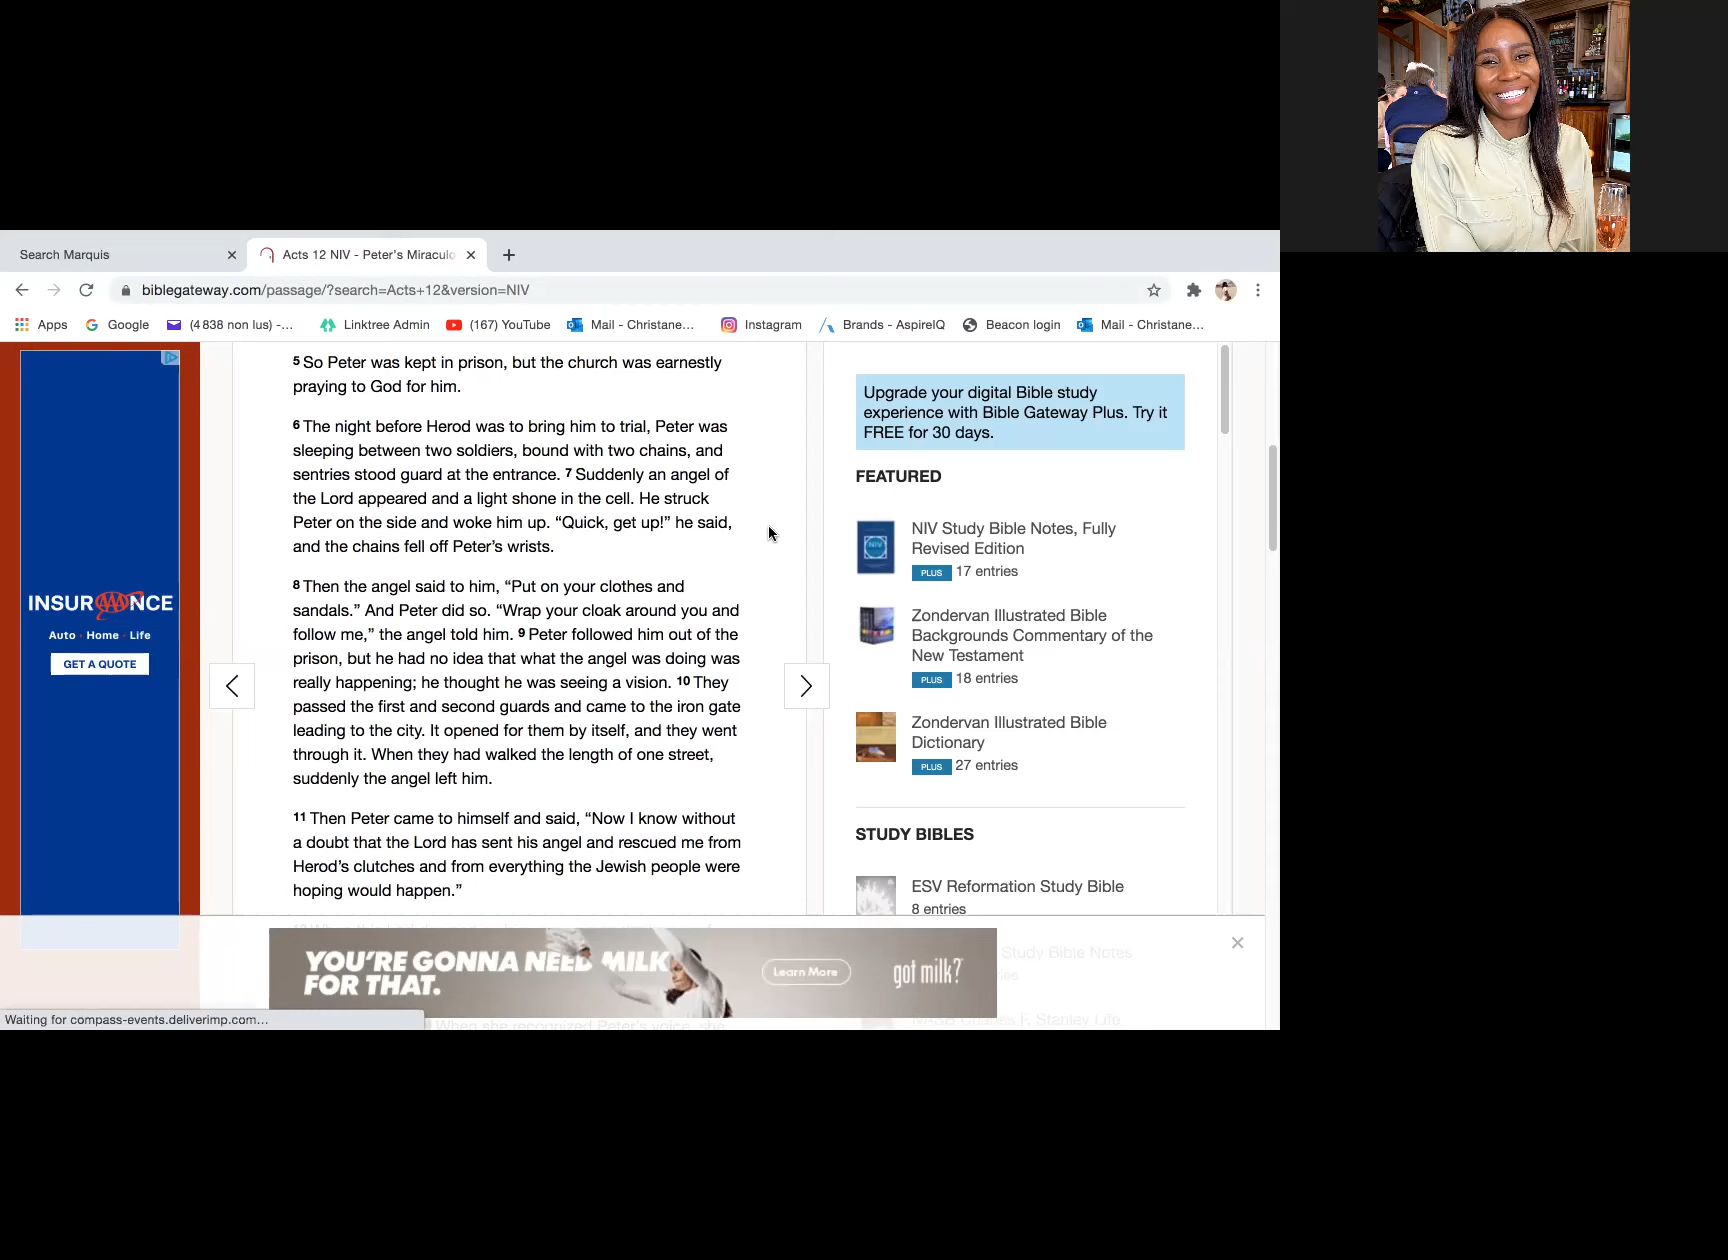 Search Marquis
Acts 12 NIV - Peter's Miraculo
biblegateway.com/passage/?search=Acts+12&version=NIV
Apps
Google
(4 838 non lus) -...
Linktree Admin
(167) YouTube
Mail - Christane...
Instagram
Brands - AspireIQ
Beacon login
Mail - Christane...
5 So Peter was kept in prison, but the church was earnestly
praying to God for him.
6 The night before Herod was to bring him to trial, Peter was
sleeping between two soldiers, bound with two chains, and
sentries stood guard at the entrance. 7 Suddenly an angel of
the Lord appeared and a light shone in the cell. He struck
Peter on the side and woke him up. “Quick, get up!” he said,
and the chains fell off Peter’s wrists.
8 Then the angel said to him, “Put on your clothes and
sandals.” And Peter did so. “Wrap your cloak around you and
follow me,” the angel told him. 9 Peter followed him out of the
prison, but he had no idea that what the angel was doing was
really happening; he thought he was seeing a vision. 10 They
passed the first and second guards and came to the iron gate
leading to the city. It opened for them by itself, and they went
through it. When they had walked the length of one street,
suddenly the angel left him.
11 Then Peter came to himself and said, “Now I know without
a doubt that the Lord has sent his angel and rescued me from
Herod’s clutches and from everything the Jewish people were
hoping would happen.”
When she recognized Peter’s voice, she
INSURAAANCE
Auto · Home · Life
GET A QUOTE
Upgrade your digital Bible study
experience with Bible Gateway Plus. Try it
FREE for 30 days.
FEATURED
NIV
NIV Study Bible Notes, Fully
Revised Edition
PLUS 17 entries
Zondervan Illustrated Bible
Backgrounds Commentary of the
New Testament
PLUS 18 entries
Zondervan Illustrated Bible
Dictionary
PLUS 27 entries
STUDY BIBLES
ESV Reformation Study Bible
8 entries
Study Bible Notes
F. Stanley Life
YOU’RE GONNA NEED MILK
FOR THAT.
Learn More
got milk?
Waiting for compass-events.deliverimp.com...